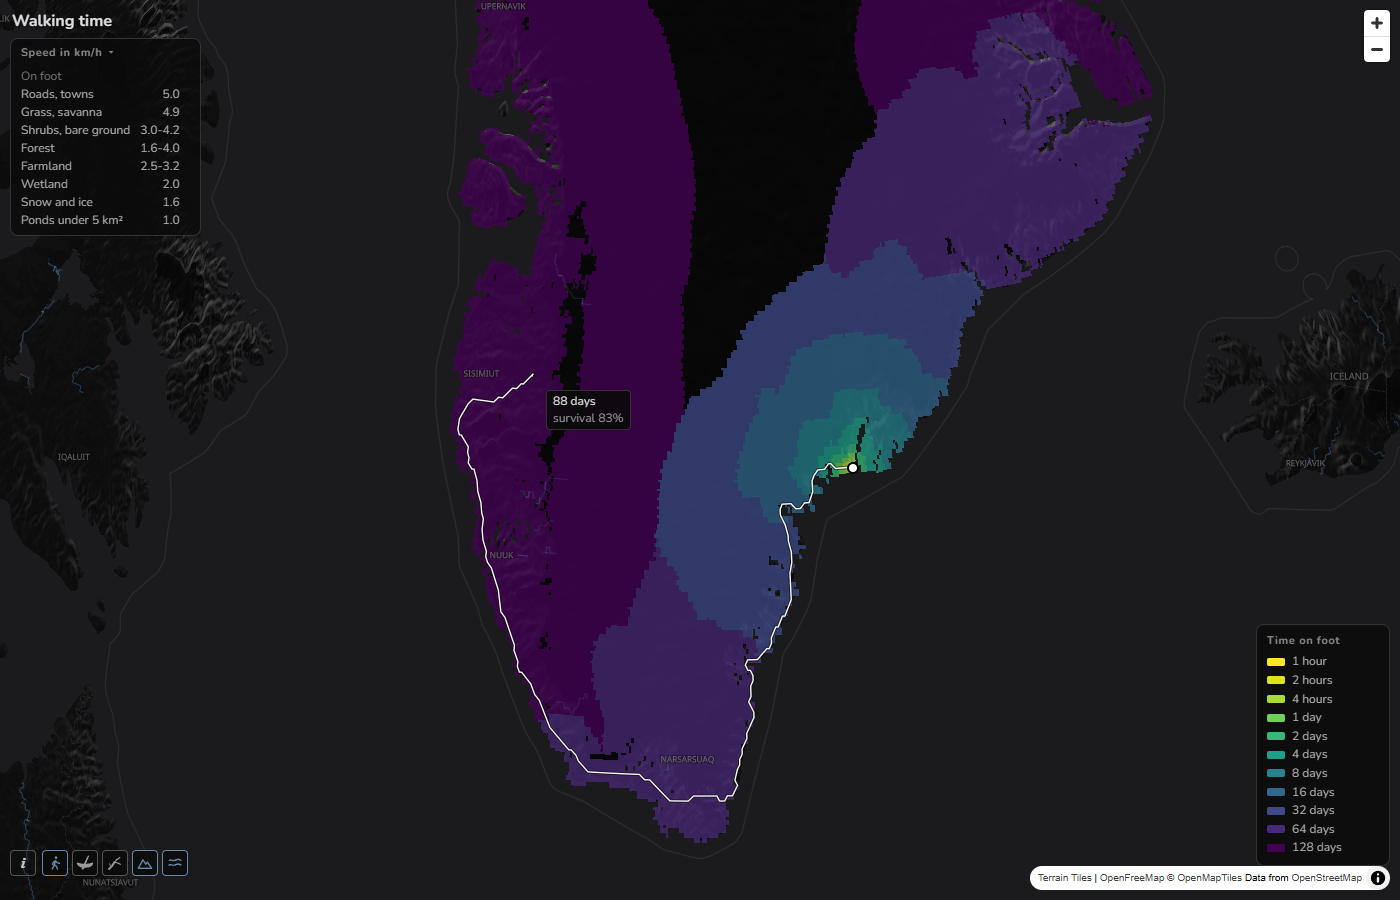 Walking time
Speed in km/h
On foot
Roads, towns 5.0
Grass, savanna 4.9
Shrubs, bare ground 3.0-4.2
Forest 1.6-4.0
Farmland 2.5-3.2
Wetland 2.0
Snow and ice 1.6
Ponds under 5 km² 1.0
UPERNAVIK
SISIMIUT
88 days
survival 83%
ICELAND
IQALUIT
REYKJAVIK
NUUK
NARSARSUAQ
NUNATSIAVUT
Time on foot
1 hour
2 hours
4 hours
1 day
2 days
4 days
8 days
16 days
32 days
64 days
128 days
Terrain Tiles | OpenFreeMap © OpenMapTiles Data from OpenStreetMap